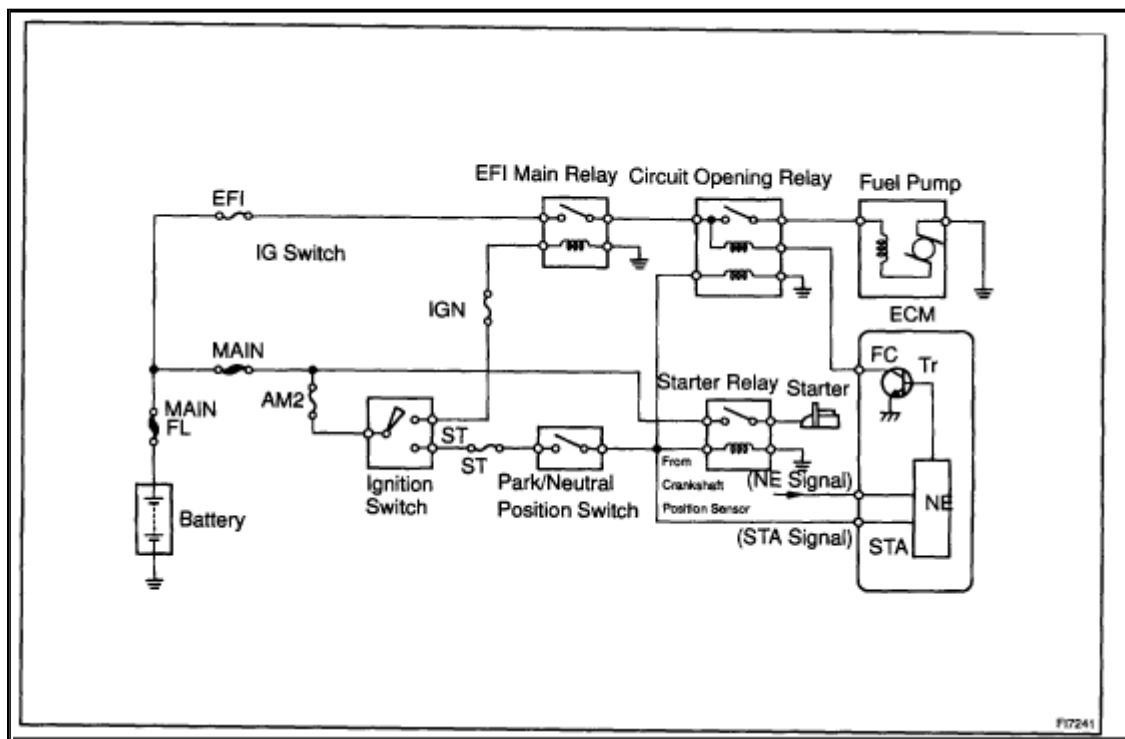 EFI Main Relay
Circuit Opening Relay
Fuel Pump
EFI
IG Switch
IGN
ECM
MAIN
FC
Tr
AM2
Starter Relay
Starter
MAIN
FL
ST
ST
From
Crankshaft
Position Sensor
(NE Signal)
NE
Ignition
Switch
Park/Neutral
Position Switch
Battery
(STA Signal)
STA
FI7241